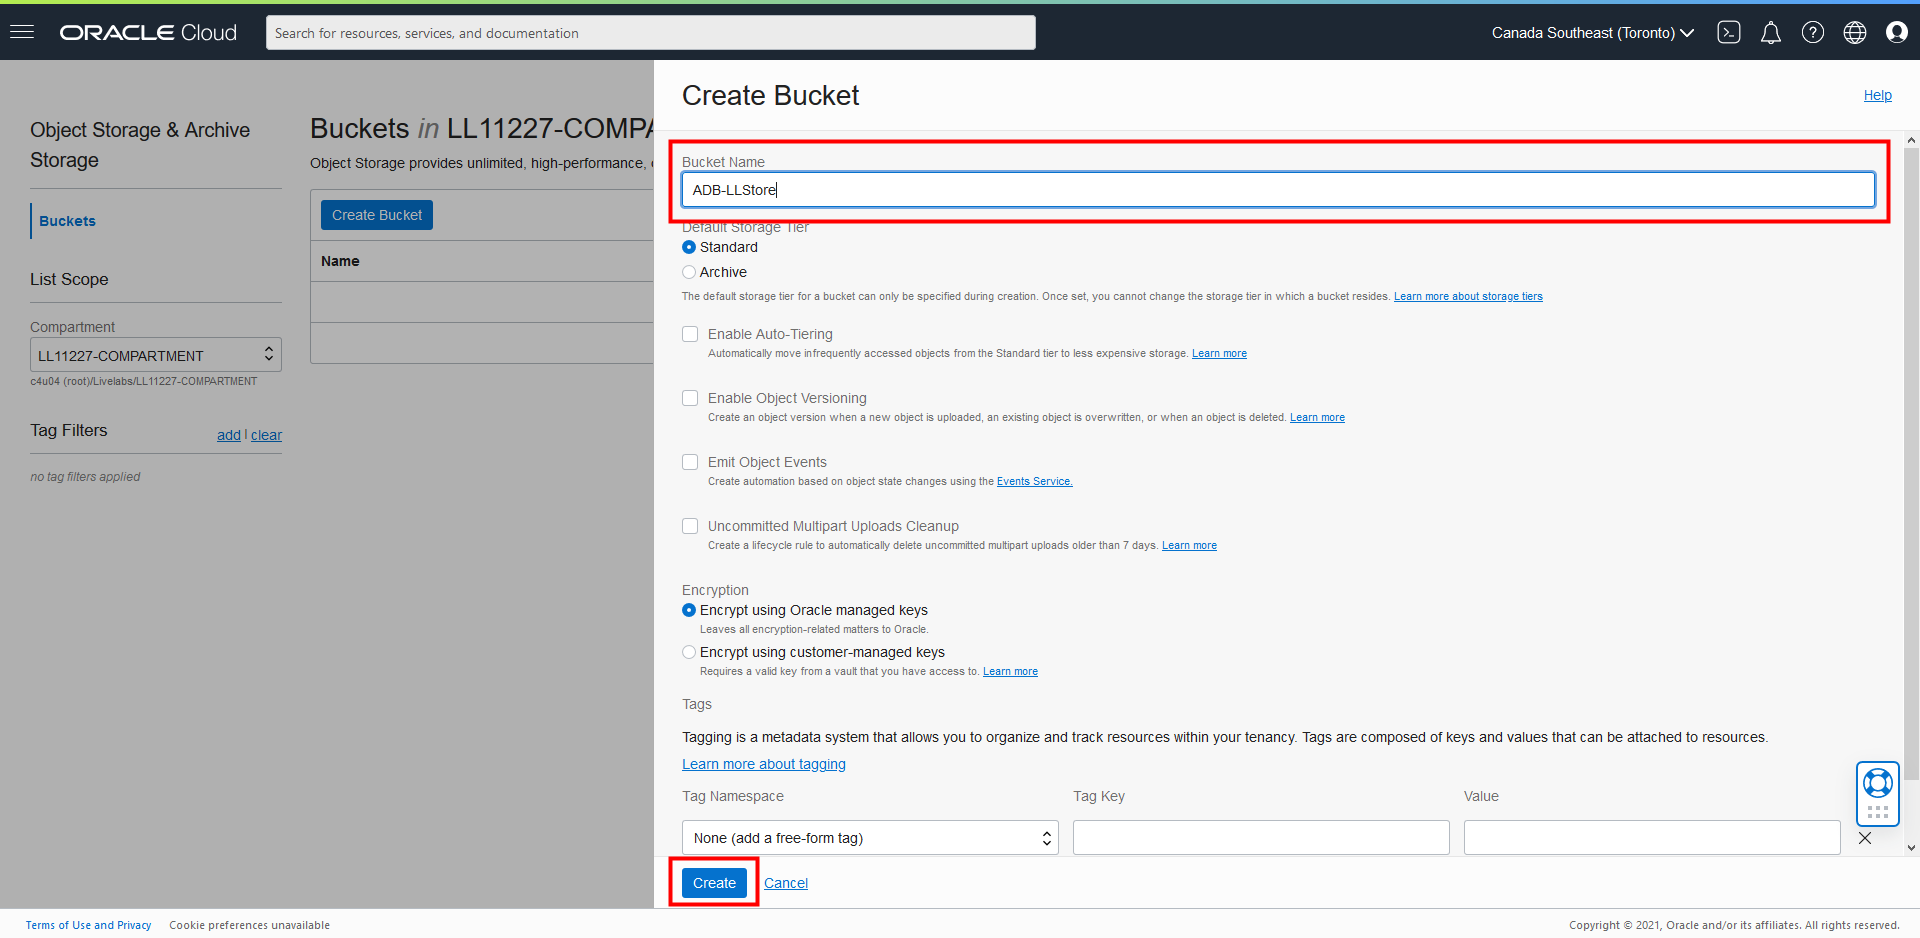 ORACLE Cloud
Search for resources, services, and documentation
Canada Southeast (Toronto)
Object Storage & Archive
Storage
Buckets
List Scope
Compartment
LL11227-COMPARTMENT
c4u04 (root)/Livelabs/LL11227-COMPARTMENT
Tag Filters
add | clear
no tag filters applied
Buckets in LL11227-COMPA
Object Storage provides unlimited, high-performance,
Create Bucket
Name
Create Bucket
Help
Bucket Name
ADB-LLStore
Default Storage Tier
Standard
Archive
The default storage tier for a bucket can only be specified during creation. Once set, you cannot change the storage tier in which a bucket resides. Learn more about storage tiers
Enable Auto-Tiering
Automatically move infrequently accessed objects from the Standard tier to less expensive storage. Learn more
Enable Object Versioning
Create an object version when a new object is uploaded, an existing object is overwritten, or when an object is deleted. Learn more
Emit Object Events
Create automation based on object state changes using the Events Service.
Uncommitted Multipart Uploads Cleanup
Create a lifecycle rule to automatically delete uncommitted multipart uploads older than 7 days. Learn more
Encryption
Encrypt using Oracle managed keys
Leaves all encryption-related matters to Oracle.
Encrypt using customer-managed keys
Requires a valid key from a vault that you have access to. Learn more
Tags
Tagging is a metadata system that allows you to organize and track resources within your tenancy. Tags are composed of keys and values that can be attached to resources.
Learn more about tagging
Tag Namespace
Tag Key
Value
None (add a free-form tag)
Create
Cancel
Terms of Use and Privacy
Cookie preferences unavailable
Copyright © 2021, Oracle and/or its affiliates. All rights reserved.